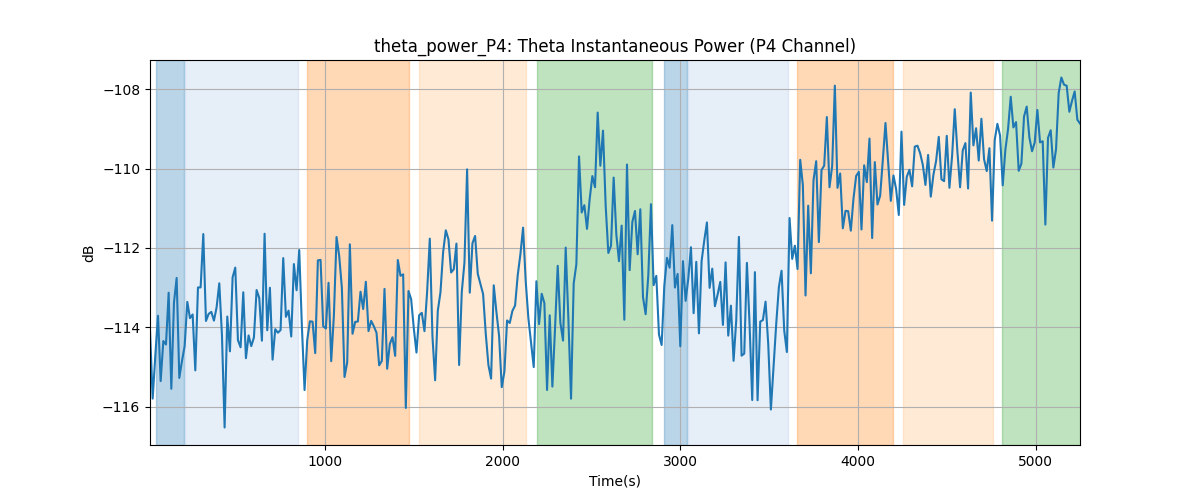 theta_power_P4: Theta Instantaneous Power (P4 Channel)
dB
−108
−110
−112
−114
−116
1000 2000 3000 4000 5000
Time(s)